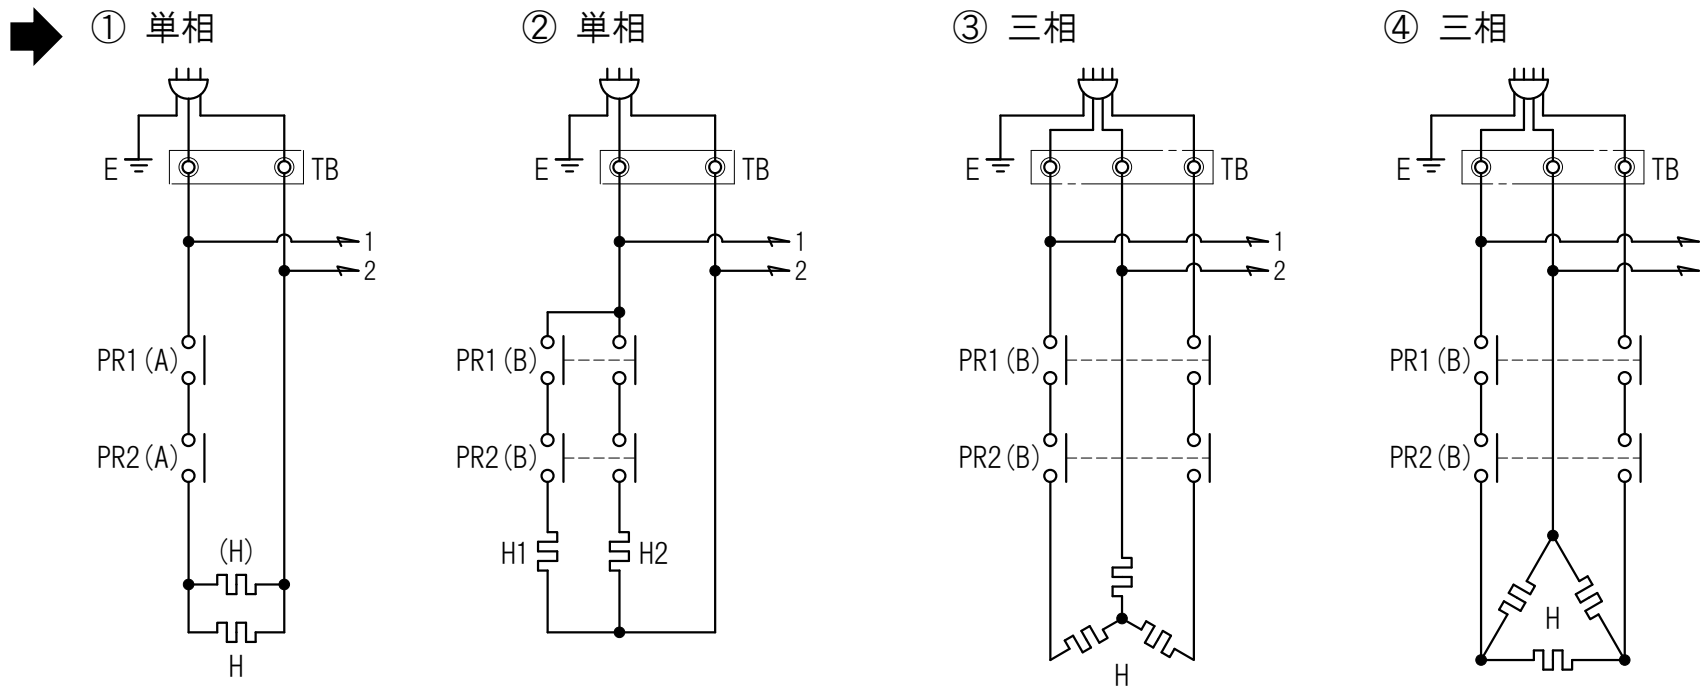 ① 単相
E
TB
1
2
PR1(A)
PR2(A)
(H)
H
② 単相
E
TB
1
2
PR1(B)
PR2(B)
H1
H2
③ 三相
E
TB
1
2
PR1(B)
PR2(B)
H
④ 三相
E
TB
PR1(B)
PR2(B)
H